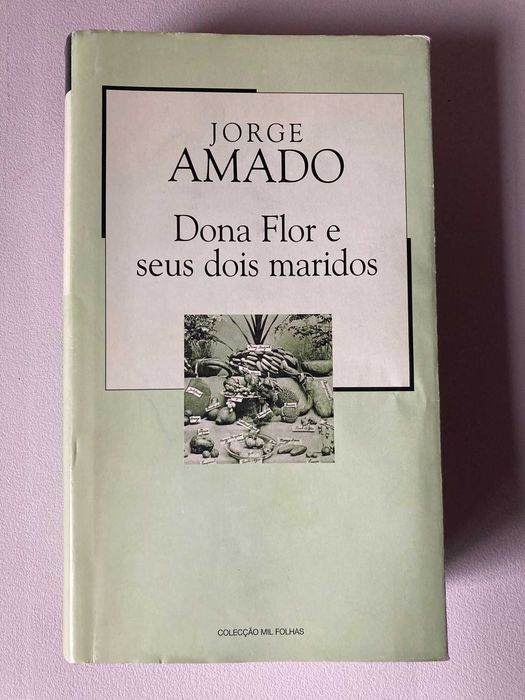 JORGE
AMADO
Dona Flor e
seus dois maridos
COLECÇÃO MIL FOLHAS